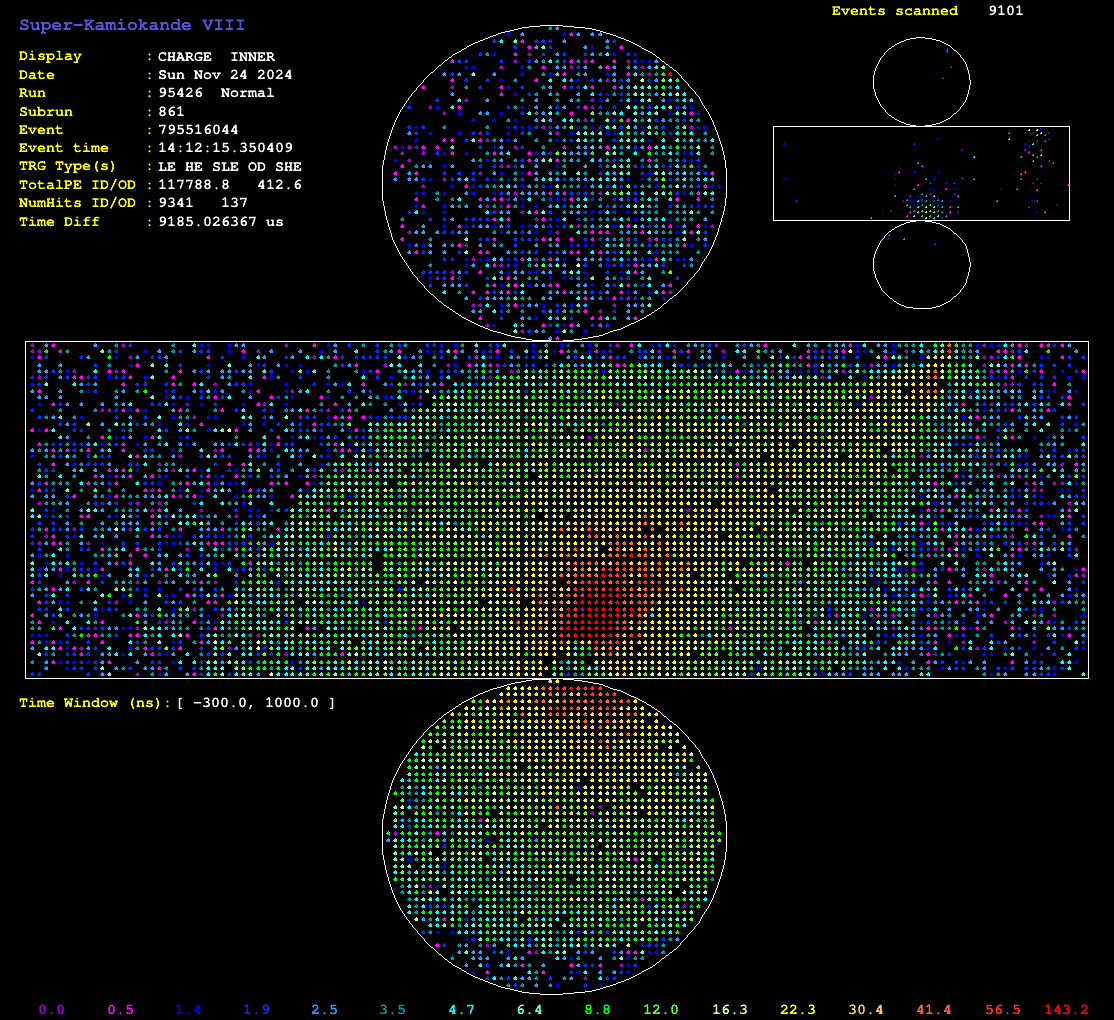 Super-Kamiokande VIII
Events scanned 9101
Display : CHARGE INNER
Date : Sun Nov 24 2024
Run : 95426 Normal
Subrun : 861
Event : 795516044
Event time : 14:12:15.350409
TRG Type(s) : LE HE SLE OD SHE
TotalPE ID/OD : 117788.8 412.6
NumHits ID/OD : 9341 137
Time Diff : 9185.026367 us
Time Window (ns): [ -300.0, 1000.0 ]
0.0 0.5 1.4 1.9 2.5 3.5 4.7 6.4 8.8 12.0 16.3 22.3 30.4 41.4 56.5 143.2